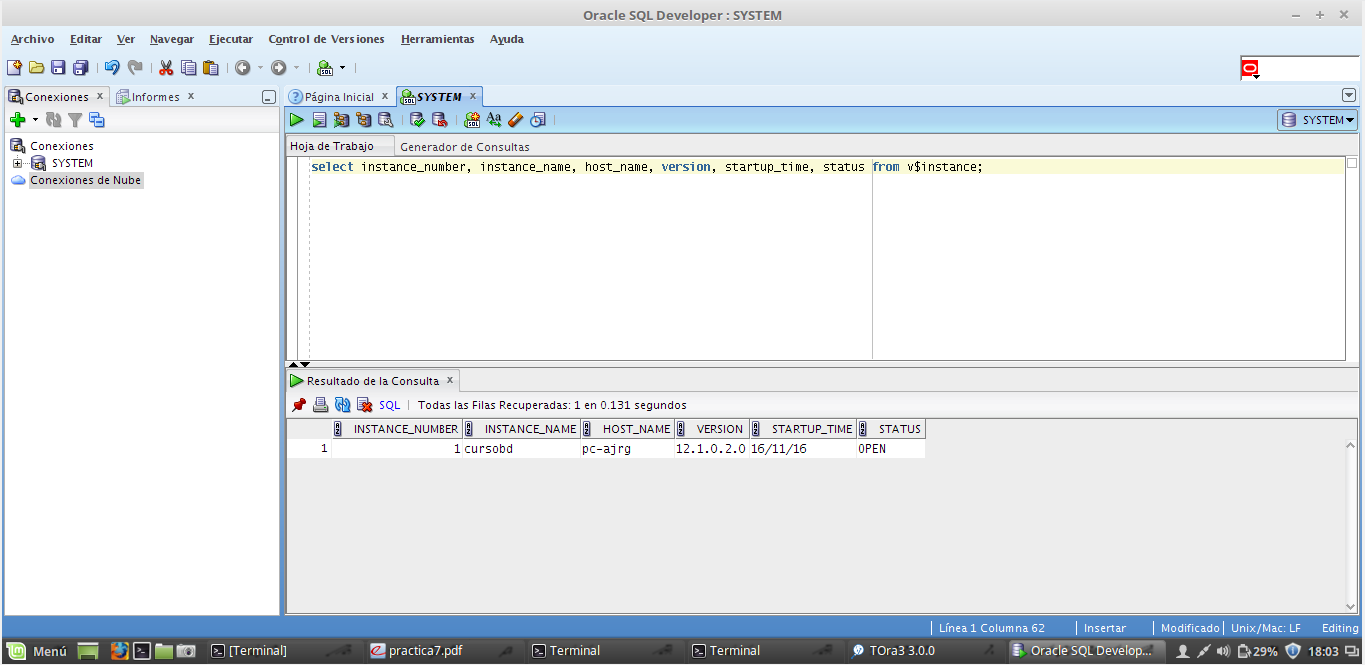 Oracle SQL Developer : SYSTEM
Archivo Editar Ver Navegar Ejecutar Control de Versiones Herramientas Ayuda
Conexiones x Informes x
Página Inicial x SYSTEM x
SYSTEM
Hoja de Trabajo Generador de Consultas
Conexiones
SYSTEM
Conexiones de Nube
select instance_number, instance_name, host_name, version, startup_time, status from v$instance;
Resultado de la Consulta x
SQL | Todas las Filas Recuperadas: 1 en 0.131 segundos
INSTANCE_NUMBER INSTANCE_NAME HOST_NAME VERSION STARTUP_TIME STATUS
1 1 cursobd pc-ajrg 12.1.0.2.0 16/11/16 OPEN
Línea 1 Columna 62 Insertar Modificado Unix/Mac: LF Editing
Menú [Terminal] practica7.pdf Terminal Terminal TOra3 3.0.0 Oracle SQL Develop... 29% 18:03